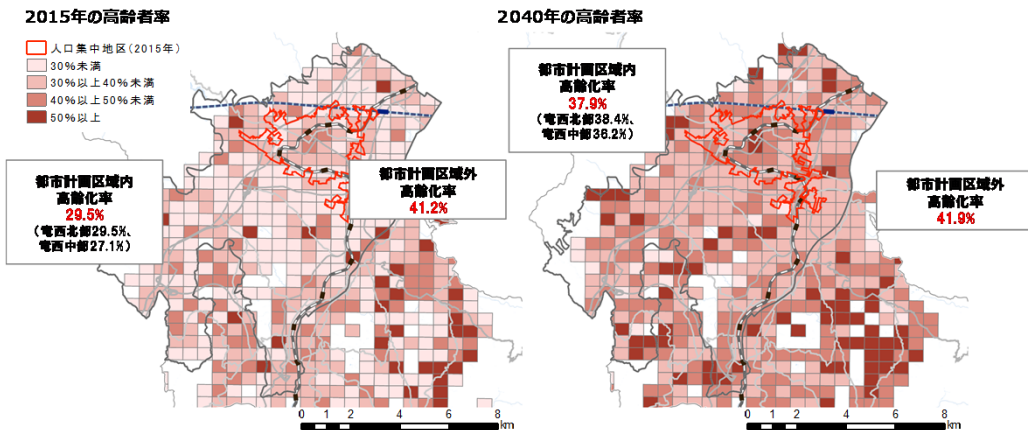 2015年の高齢者率
人口集中地区(2015年)
30%未満
30%以上40%未満
40%以上50%未満
50%以上
都市計画区域内
高齢化率
29.5%
(竜西北部29.5%、
竜西中部27.1%)
都市計画区域外
高齢化率
41.2%
0 1 2 4 6 8
km
2040年の高齢者率
都市計画区域内
高齢化率
37.9%
(竜西北部38.4%、
竜西中部36.2%)
都市計画区域外
高齢化率
41.9%
0 1 2 4 6 8
km